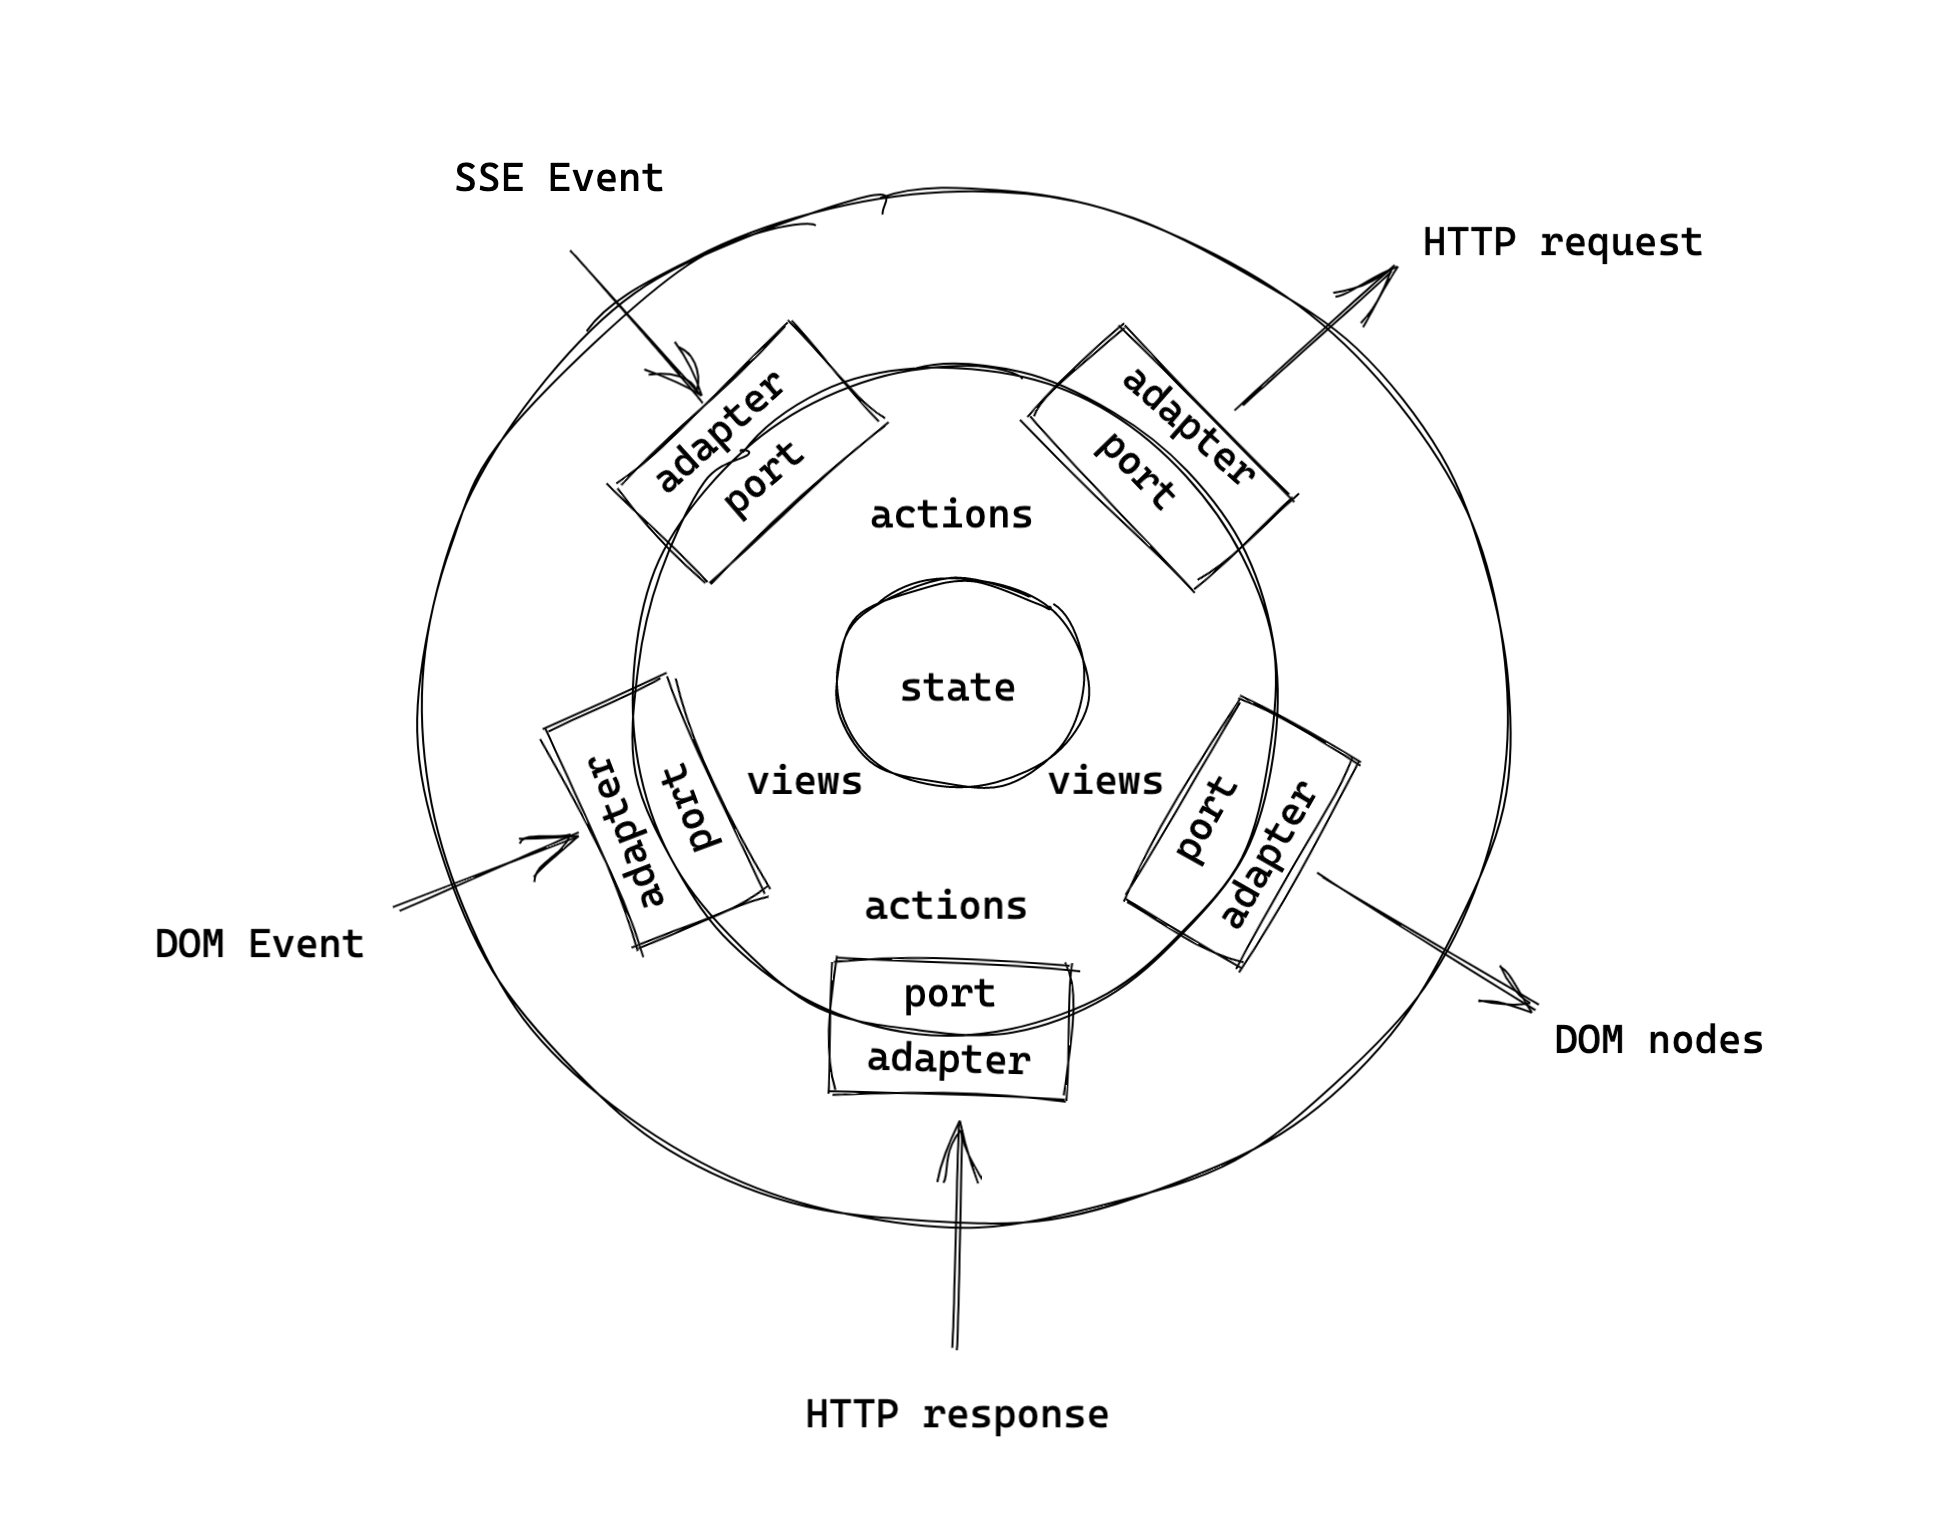 SSE Event
HTTP request
adapter
port
adapter
port
actions
state
views
views
port
adapter
port
adapter
actions
DOM Event
port
adapter
DOM nodes
HTTP response